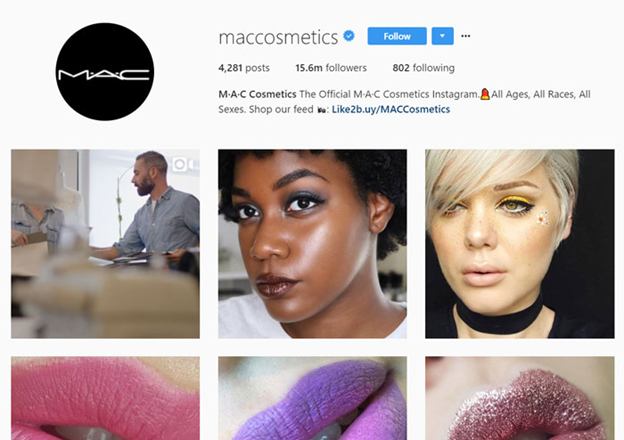 M·A·C
maccosmetics
Follow
4,281 posts 15.6m followers 802 following
M·A·C Cosmetics The Official M·A·C Cosmetics Instagram.💄All Ages, All Races, All
Sexes. Shop our feed : Like2b.uy/MACCosmetics